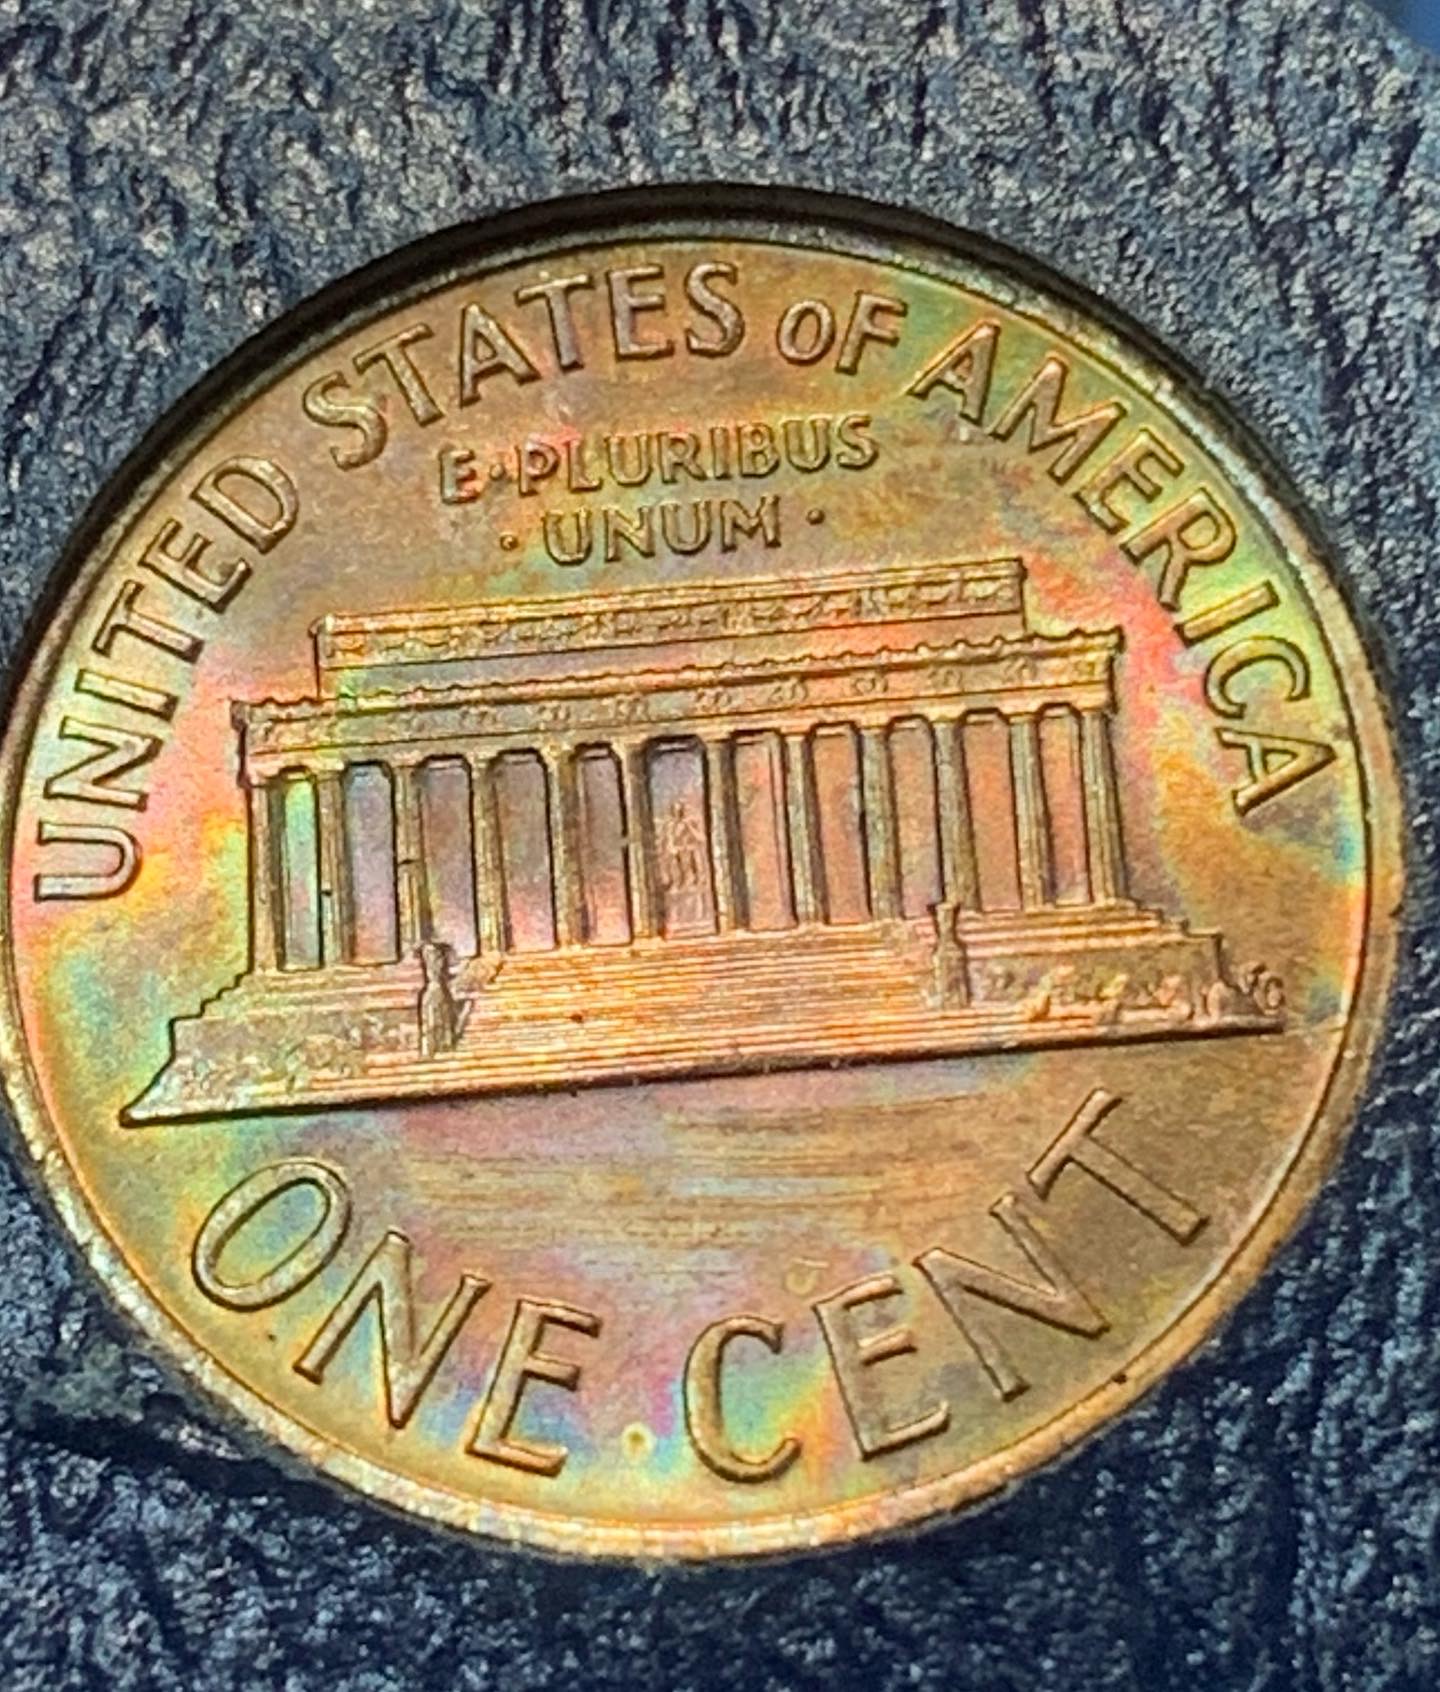 UNITED STATES OF AMERICA
E·PLURIBUS
·UNUM·
ONE CENT